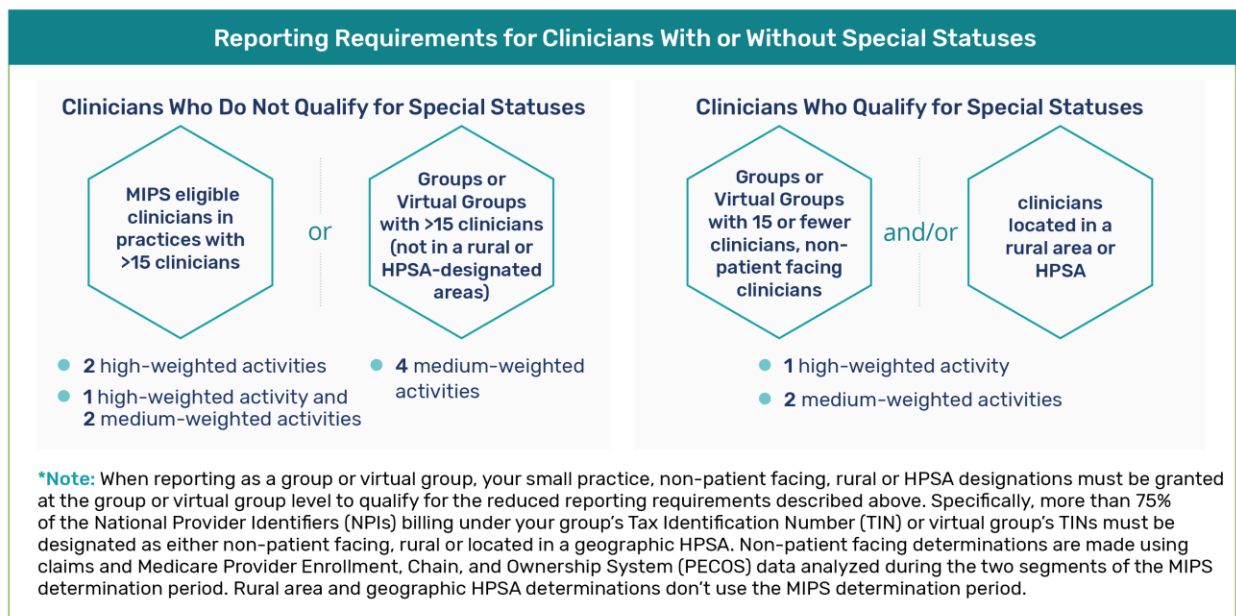 Reporting Requirements for Clinicians With or Without Special Statuses
Clinicians Who Do Not Qualify for Special Statuses
MIPS eligible
clinicians in
practices with
>15 clinicians
or
Groups or
Virtual Groups
with >15 clinicians
(not in a rural or
HPSA-designated
areas)
2 high-weighted activities
1 high-weighted activity and
2 medium-weighted activities
4 medium-weighted
activities
Clinicians Who Qualify for Special Statuses
Groups or
Virtual Groups
with 15 or fewer
clinicians, non-
patient facing
clinicians
and/or
clinicians
located in a
rural area or
HPSA
1 high-weighted activity
2 medium-weighted activities
*Note: When reporting as a group or virtual group, your small practice, non-patient facing, rural or HPSA designations must be granted
at the group or virtual group level to qualify for the reduced reporting requirements described above. Specifically, more than 75%
of the National Provider Identifiers (NPIs) billing under your group's Tax Identification Number (TIN) or virtual group's TINs must be
designated as either non-patient facing, rural or located in a geographic HPSA. Non-patient facing determinations are made using
claims and Medicare Provider Enrollment, Chain, and Ownership System (PECOS) data analyzed during the two segments of the MIPS
determination period. Rural area and geographic HPSA determinations don't use the MIPS determination period.